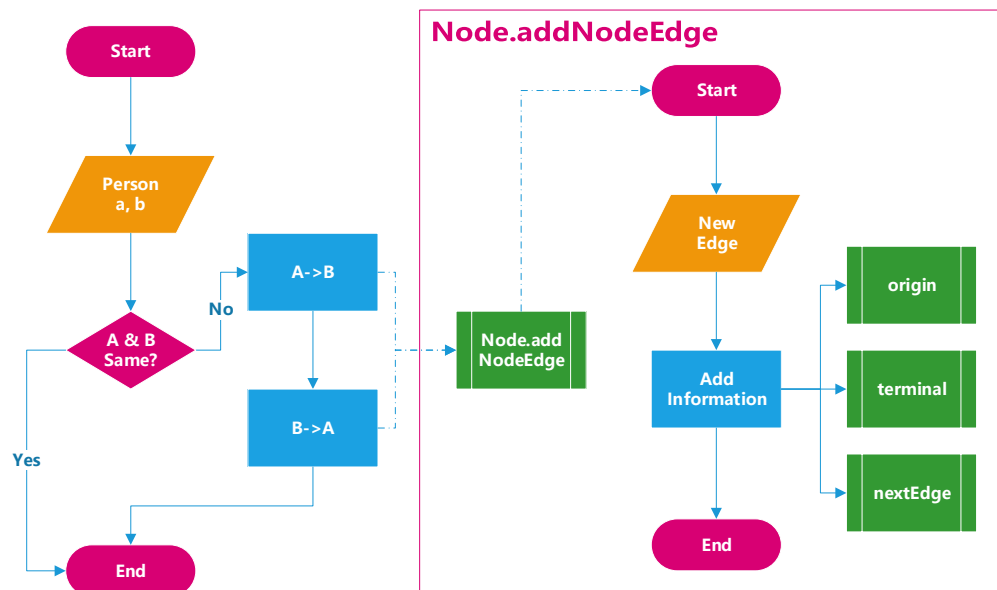 Node.addNodeEdge
Start
Person
a, b
A & B
Same?
No
Yes
A->B
B->A
End
Node.add
NodeEdge
Start
New
Edge
Add
Information
origin
terminal
nextEdge
End